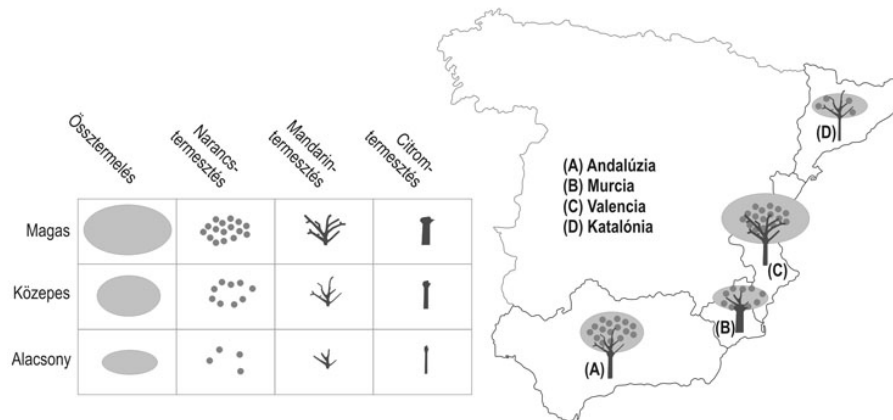 Össztermelés
Narancs-
termesztés
Mandarin-
termesztés
Citrom-
termesztés
Magas
Közepes
Alacsony
(A) Andalúzia
(B) Murcia
(C) Valencia
(D) Katalónia
(D)
(C)
(B)
(A)